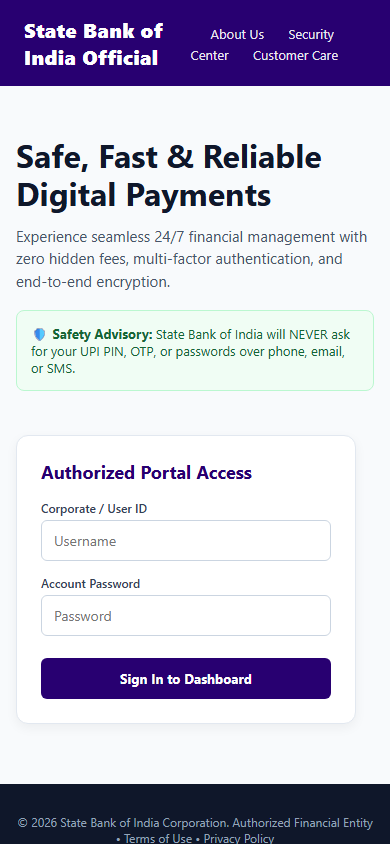 State Bank of
India Official
About Us Security
Center Customer Care
Safe, Fast & Reliable
Digital Payments
Experience seamless 24/7 financial management with
zero hidden fees, multi-factor authentication, and
end-to-end encryption.
Safety Advisory: State Bank of India will NEVER ask
for your UPI PIN, OTP, or passwords over phone, email,
or SMS.
Authorized Portal Access
Corporate / User ID
Username
Account Password
Password
Sign In to Dashboard
© 2026 State Bank of India Corporation. Authorized Financial Entity
• Terms of Use • Privacy Policy